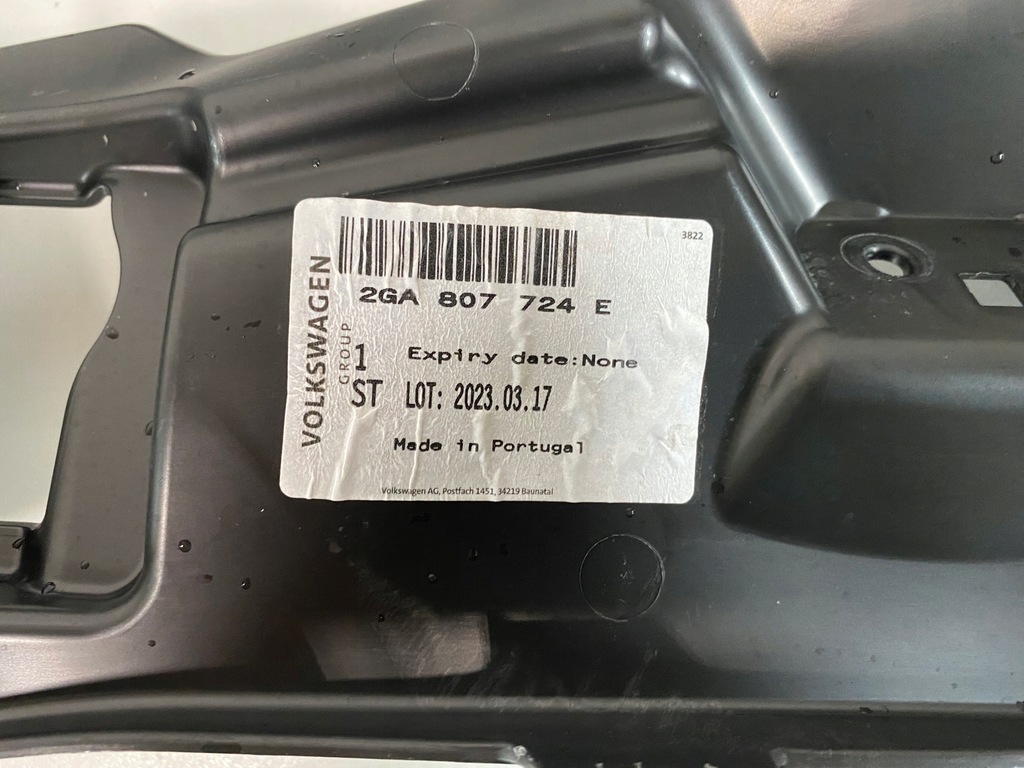 3822
2GA 807 724 E
VOLKSWAGEN
GROUP
1
Expiry date:None
ST LOT: 2023.03.17
Made in Portugal
Volkswagen AG, Postfach 1451, 34219 Baunatal